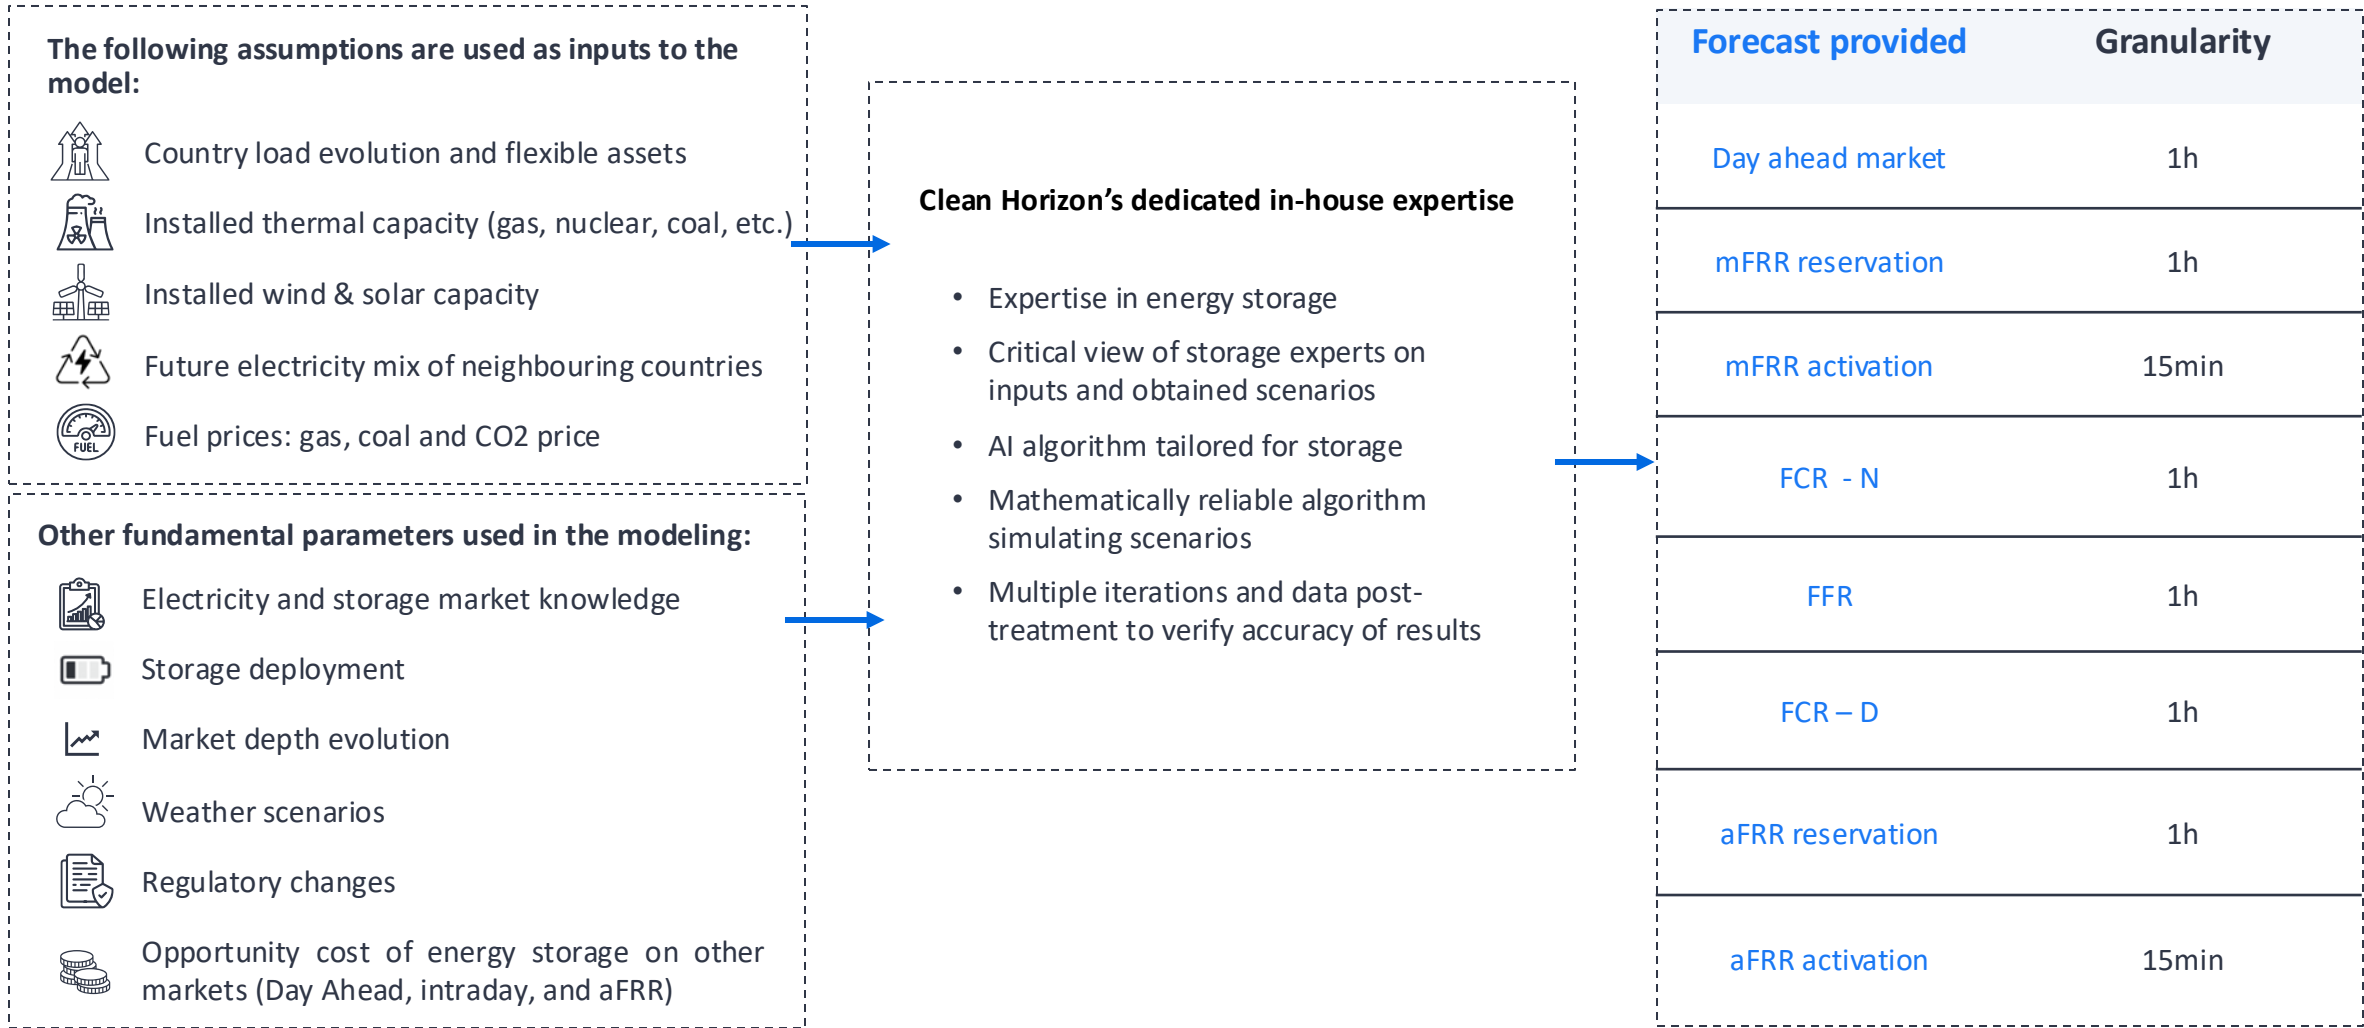 The following assumptions are used as inputs to the
model:
Country load evolution and flexible assets
Installed thermal capacity (gas, nuclear, coal, etc.)
Installed wind & solar capacity
Future electricity mix of neighbouring countries
FUEL
Fuel prices: gas, coal and CO2 price
Other fundamental parameters used in the modeling:
Electricity and storage market knowledge
Storage deployment
Market depth evolution
Weather scenarios
Regulatory changes
Opportunity cost of energy storage on other
markets (Day Ahead, intraday, and aFRR)
Clean Horizon’s dedicated in-house expertise
• Expertise in energy storage
• Critical view of storage experts on
inputs and obtained scenarios
• AI algorithm tailored for storage
• Mathematically reliable algorithm
simulating scenarios
• Multiple iterations and data post-
treatment to verify accuracy of results
Forecast provided Granularity
Day ahead market 1h
mFRR reservation 1h
mFRR activation 15min
FCR - N 1h
FFR 1h
FCR – D 1h
aFRR reservation 1h
aFRR activation 15min